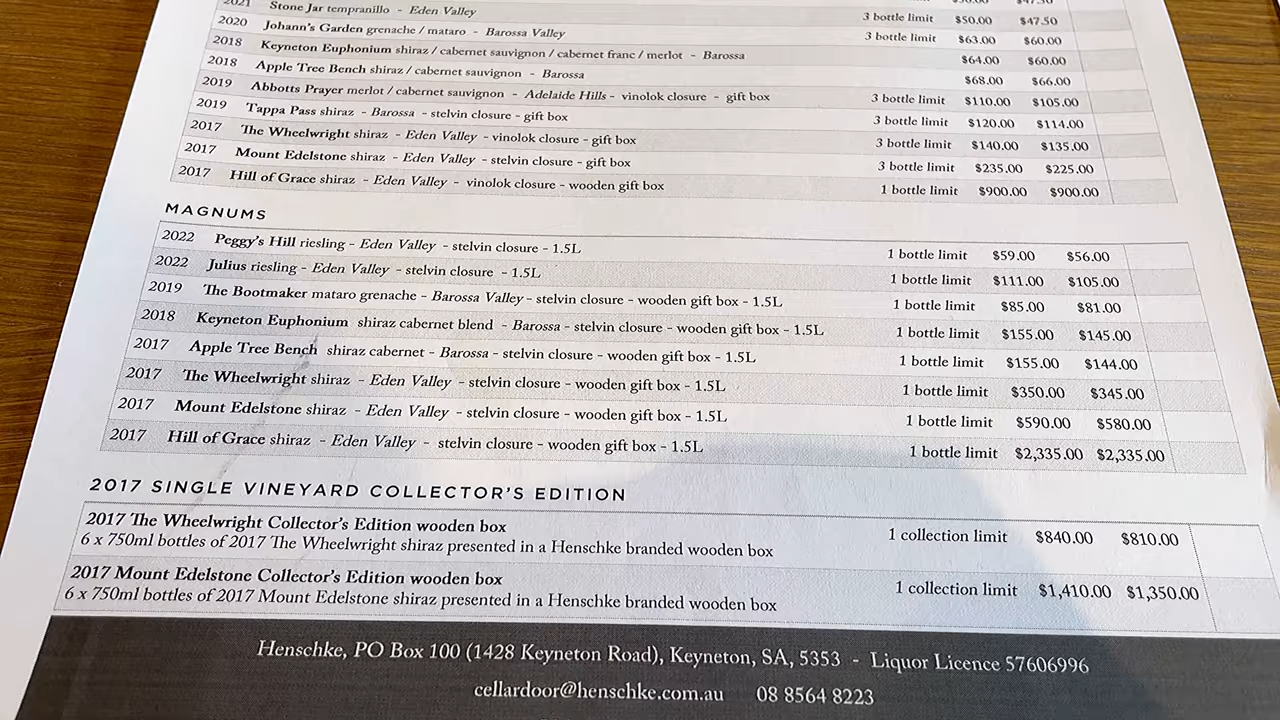 2021 Stone Jar tempranillo - Eden Valley 3 bottle limit $50.00 $47.50
2020 Johann's Garden grenache / mataro - Barossa Valley 3 bottle limit $63.00 $60.00
2018 Keyneton Euphonium shiraz / cabernet sauvignon / cabernet franc / merlot - Barossa $64.00 $60.00
2018 Apple Tree Bench shiraz / cabernet sauvignon - Barossa $68.00 $66.00
2019 Abbotts Prayer merlot / cabernet sauvignon - Adelaide Hills - vinolok closure - gift box 3 bottle limit $110.00 $105.00
2019 Tappa Pass shiraz - Barossa - stelvin closure - gift box 3 bottle limit $120.00 $114.00
2017 The Wheelwright shiraz - Eden Valley - vinolok closure - gift box 3 bottle limit $140.00 $135.00
2017 Mount Edelstone shiraz - Eden Valley - stelvin closure - gift box 3 bottle limit $235.00 $225.00
2017 Hill of Grace shiraz - Eden Valley - vinolok closure - wooden gift box 1 bottle limit $900.00 $900.00
MAGNUMS
2022 Peggy's Hill riesling - Eden Valley - stelvin closure - 1.5L 1 bottle limit $59.00 $56.00
2022 Julius riesling - Eden Valley - stelvin closure - 1.5L 1 bottle limit $111.00 $105.00
2019 The Bootmaker mataro grenache - Barossa Valley - stelvin closure - wooden gift box - 1.5L 1 bottle limit $85.00 $81.00
2018 Keyneton Euphonium shiraz cabernet blend - Barossa - stelvin closure - wooden gift box - 1.5L 1 bottle limit $155.00 $145.00
2017 Apple Tree Bench shiraz cabernet - Barossa - stelvin closure - wooden gift box - 1.5L 1 bottle limit $155.00 $144.00
2017 The Wheelwright shiraz - Eden Valley - stelvin closure - wooden gift box - 1.5L 1 bottle limit $350.00 $345.00
2017 Mount Edelstone shiraz - Eden Valley - stelvin closure - wooden gift box - 1.5L 1 bottle limit $590.00 $580.00
2017 Hill of Grace shiraz - Eden Valley - stelvin closure - wooden gift box - 1.5L 1 bottle limit $2,335.00 $2,335.00
2017 SINGLE VINEYARD COLLECTOR'S EDITION
2017 The Wheelwright Collector's Edition wooden box 1 collection limit $840.00 $810.00
6 x 750ml bottles of 2017 The Wheelwright shiraz presented in a Henschke branded wooden box
2017 Mount Edelstone Collector's Edition wooden box 1 collection limit $1,410.00 $1,350.00
6 x 750ml bottles of 2017 Mount Edelstone shiraz presented in a Henschke branded wooden box
Henschke, PO Box 100 (1428 Keyneton Road), Keyneton, SA, 5353 - Liquor Licence 57606996
cellardoor@henschke.com.au 08 8564 8223